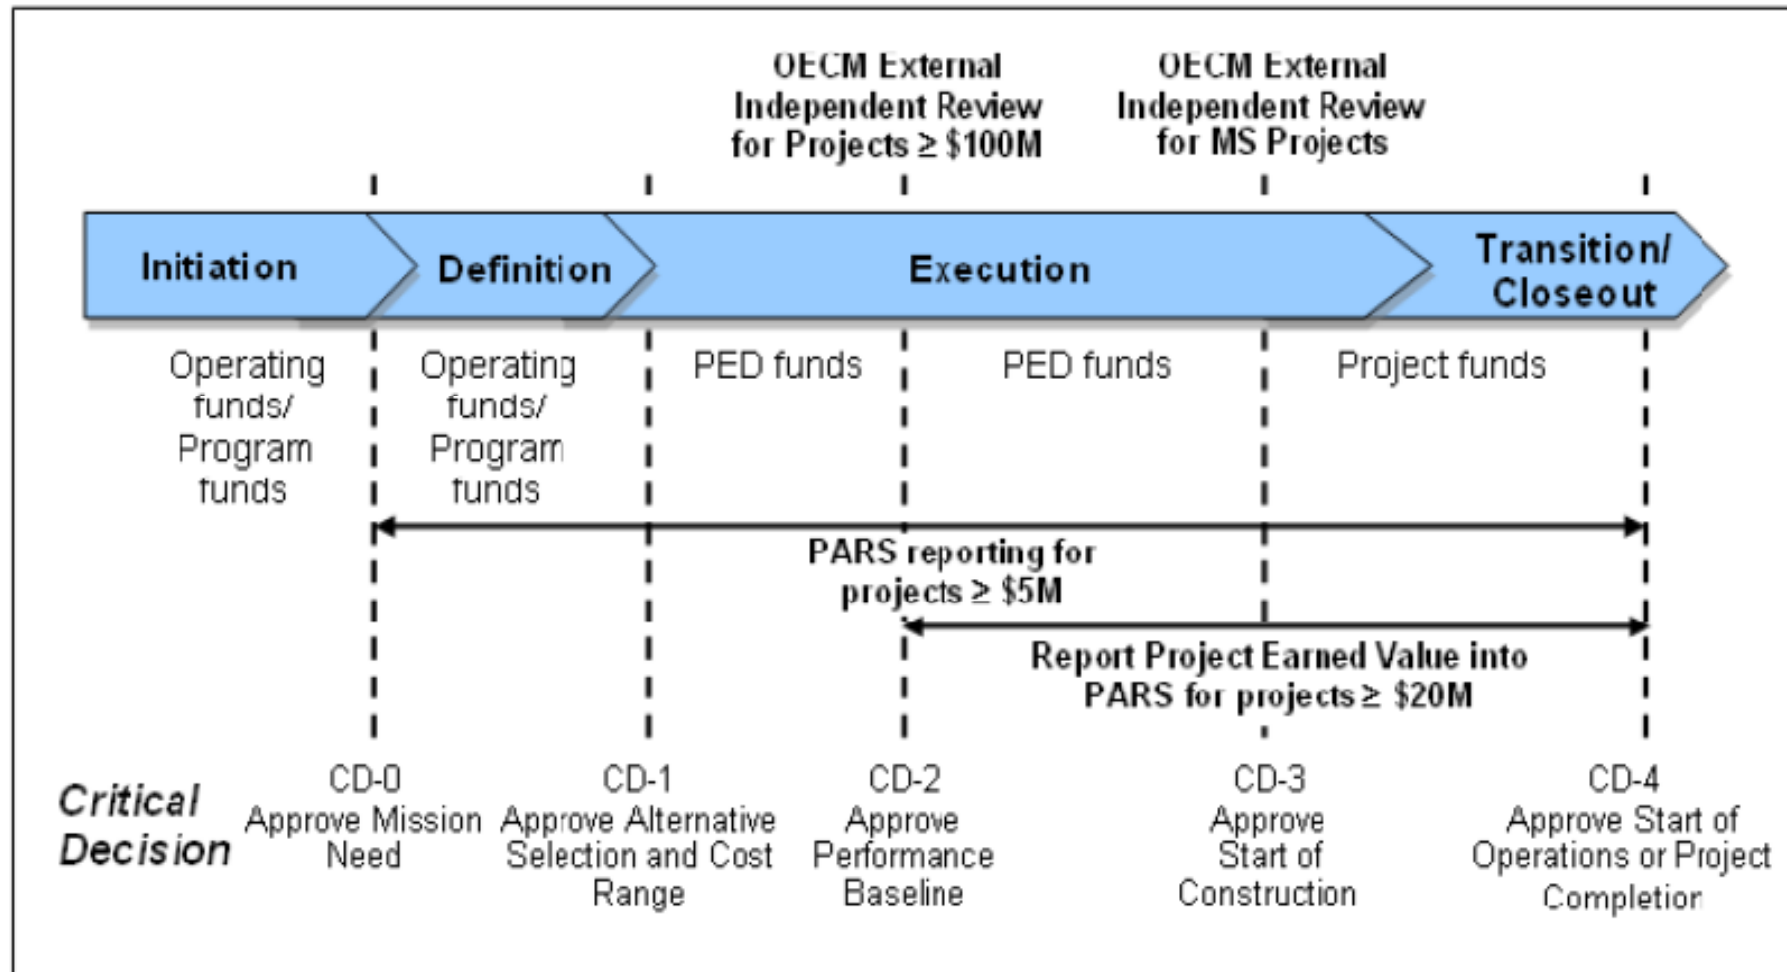 OECM External
Independent Review
for Projects ≥ $100M
OECM External
Independent Review
for MS Projects
Initiation
Definition
Execution
Transition/
Closeout
Operating
funds/
Program
funds
Operating
funds/
Program
funds
PED funds
PED funds
Project funds
PARS reporting for
projects ≥ $5M
Report Project Earned Value into
PARS for projects ≥ $20M
Critical
Decision
CD-0
Approve Mission
Need
CD-1
Approve Alternative
Selection and Cost
Range
CD-2
Approve
Performance
Baseline
CD-3
Approve
Start of
Construction
CD-4
Approve Start of
Operations or Project
Completion